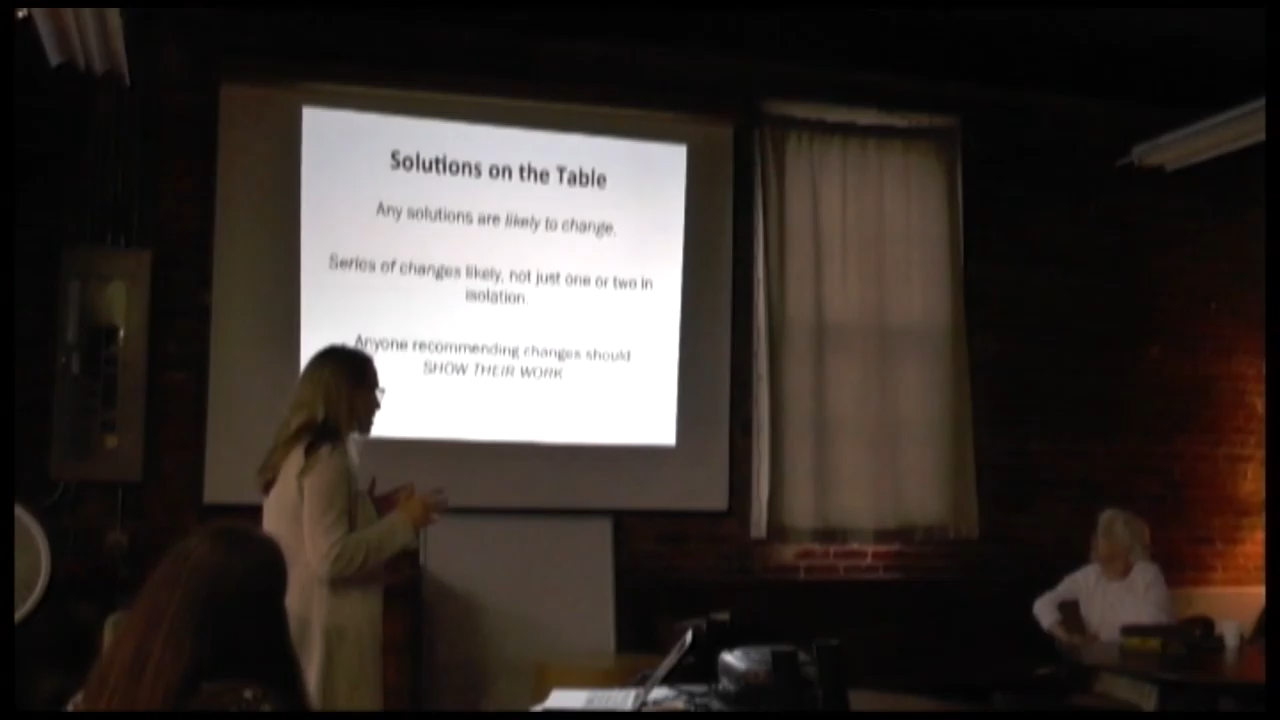 Solutions on the Table
Any solutions are likely to change.
Series of changes likely, not just one or two in
isolation.
Anyone recommending changes should
SHOW THEIR WORK